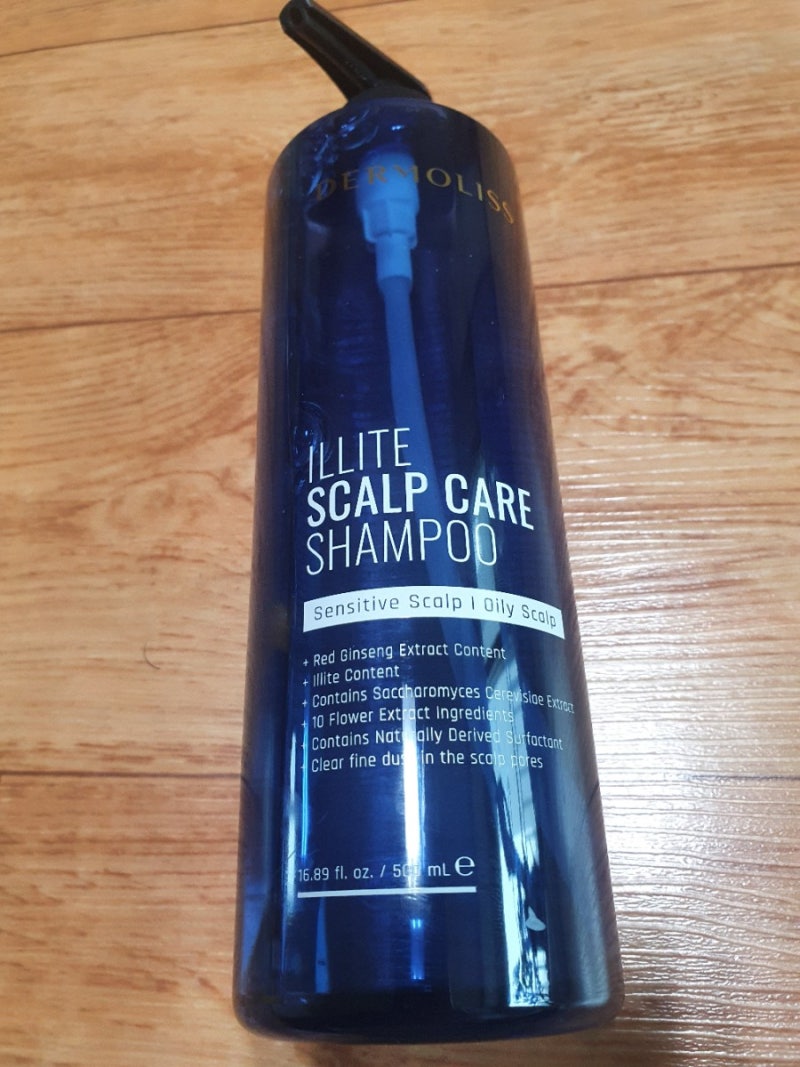 DERMOLISS
ILLITE
SCALP CARE
SHAMPOO
Sensitive Scalp | Oily Scalp
+ Red Ginseng Extract Content
+ Illite Content
+ Contains Saccharomyces Cerevisiae Extract
+ 10 Flower Extract Ingredients
+ Contains Naturally Derived Surfactant
+ Clear fine dust in the scalp pores
16.89 fl. oz. / 500 mL ℮